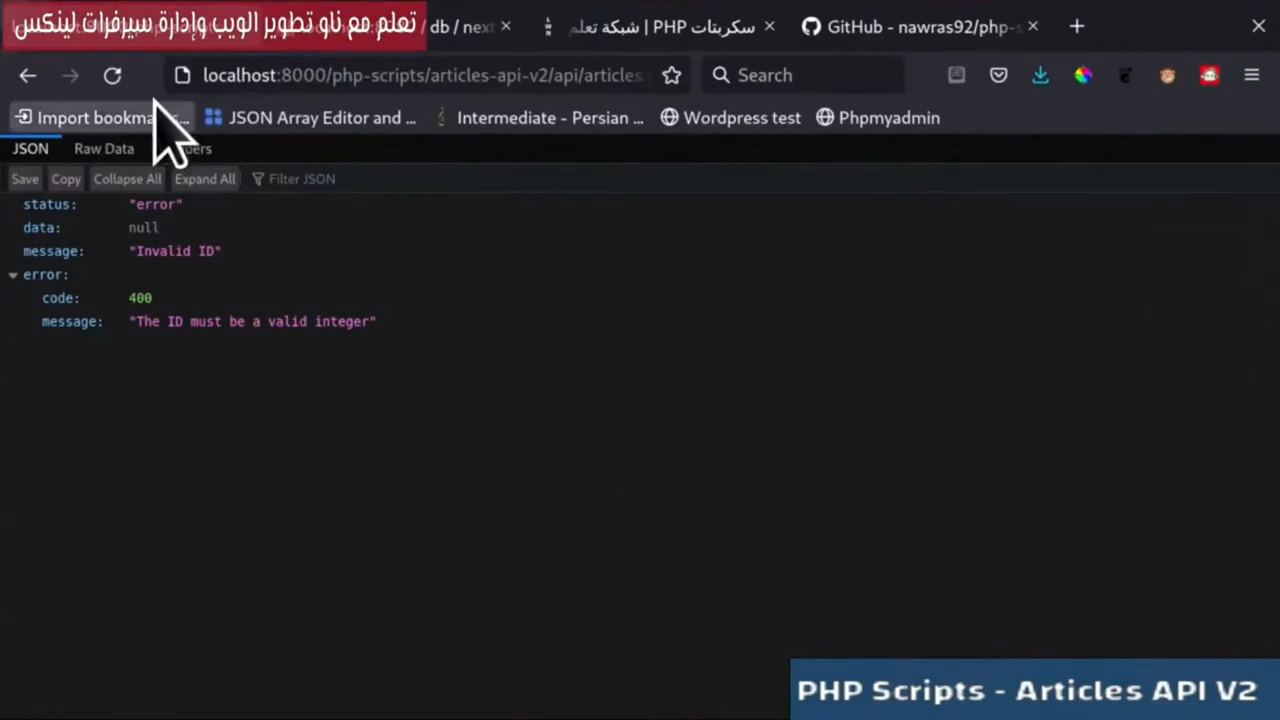 تعلم مع ناو تطوير الويب وإدارة سيرفرات لينكس
/ db / next
سكربتات PHP | شبكة تعلم
GitHub - nawras92/php-s
localhost:8000/php-scripts/articles-api-v2/api/articles
Search
Import bookma s...
JSON Array Editor and ...
Intermediate - Persian ...
Wordpress test
Phpmyadmin
JSON
Raw Data
ders
Save
Copy
Collapse All
Expand All
Filter JSON
status: "error"
data: null
message: "Invalid ID"
error:
code: 400
message: "The ID must be a valid integer"
PHP Scripts - Articles API V2